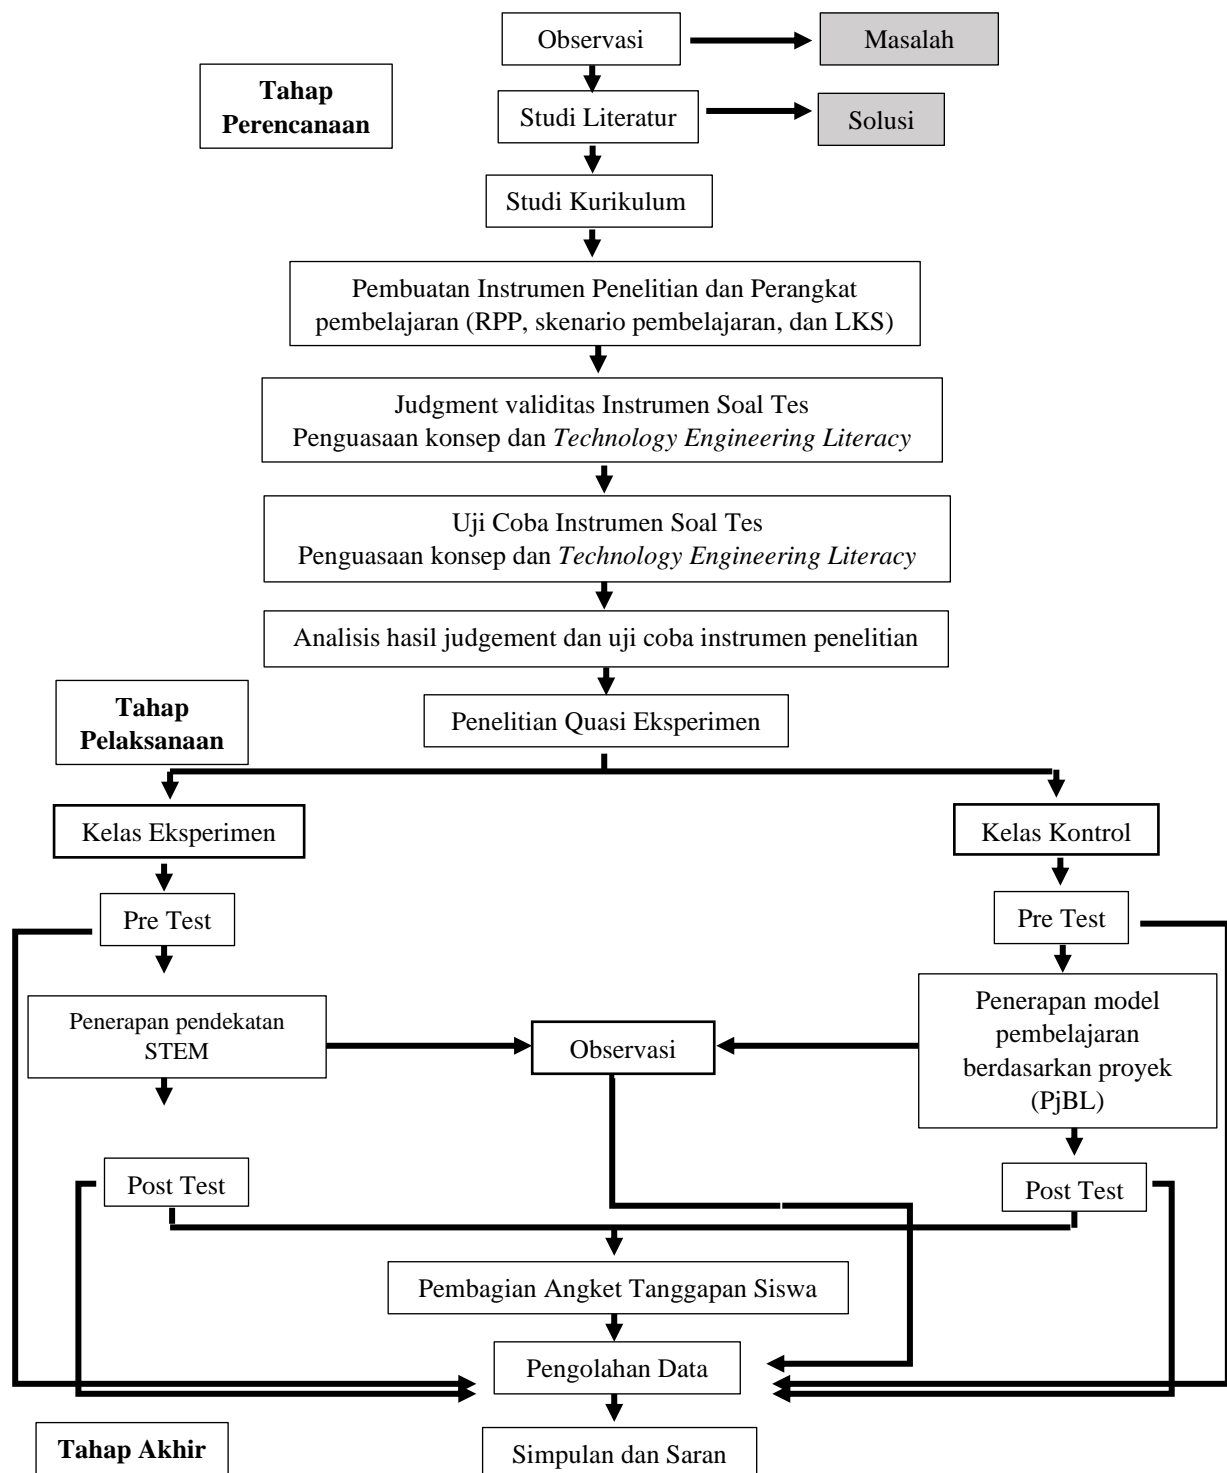 Observasi
Masalah
Tahap
Perencanaan
Studi Literatur
Solusi
Studi Kurikulum
Pembuatan Instrumen Penelitian dan Perangkat
pembelajaran (RPP, skenario pembelajaran, dan LKS)
Judgment validitas Instrumen Soal Tes
Penguasaan konsep dan Technology Engineering Literacy
Uji Coba Instrumen Soal Tes
Penguasaan konsep dan Technology Engineering Literacy
Analisis hasil judgement dan uji coba instrumen penelitian
Tahap
Pelaksanaan
Penelitian Quasi Eksperimen
Kelas Eksperimen
Kelas Kontrol
Pre Test
Pre Test
Penerapan pendekatan
STEM
Observasi
Penerapan model
pembelajaran
berdasarkan proyek
(PjBL)
Post Test
Post Test
Pembagian Angket Tanggapan Siswa
Pengolahan Data
Tahap Akhir
Simpulan dan Saran